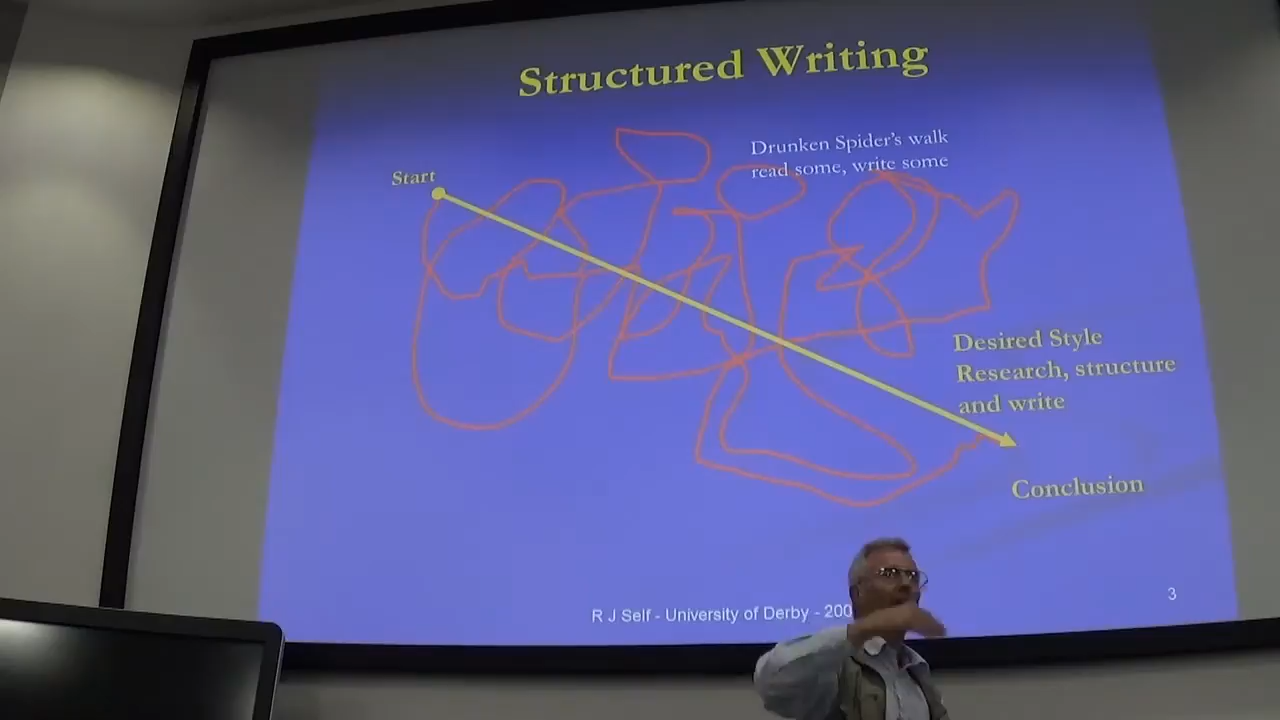 Structured Writing
Drunken Spider's walk
read some, write some
Start
Desired Style
Research, structure
and write
Conclusion
R J Self - University of Derby - 200
3